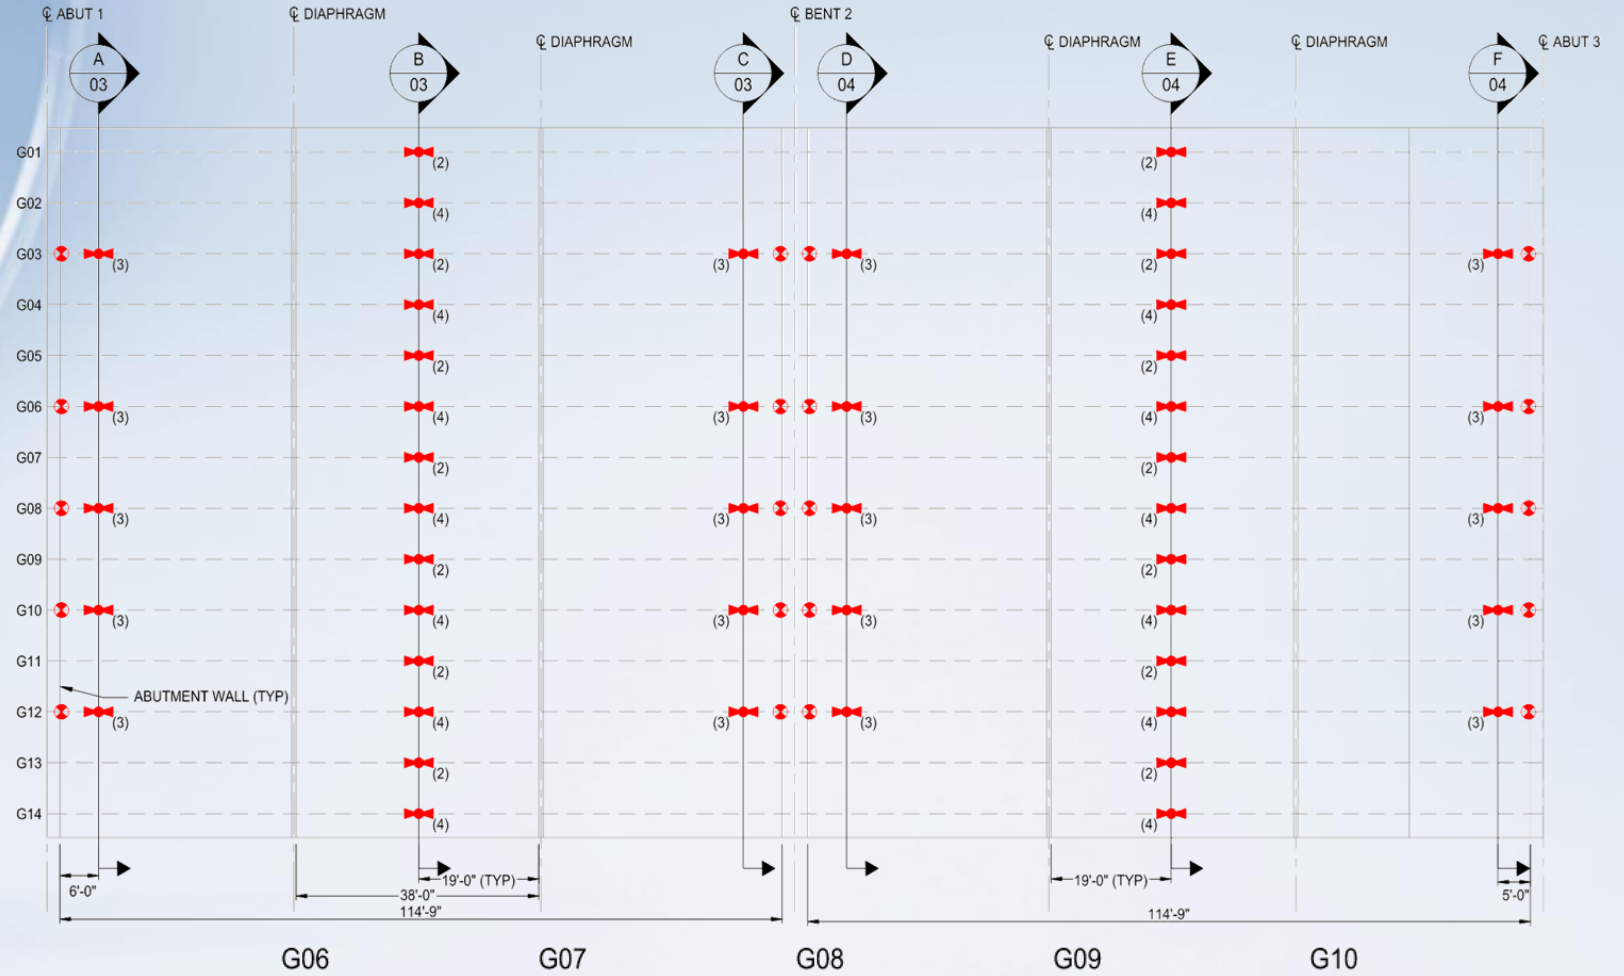 ℄ ABUT 1
℄ DIAPHRAGM
℄ BENT 2
℄ DIAPHRAGM
℄ DIAPHRAGM
℄ DIAPHRAGM
℄ ABUT 3
A B C D E F
03 03 03 04 04 04
G01
(2) (2)
G02
(4) (4)
G03
(3) (2) (3) (3) (2) (3)
G04
(4) (4)
G05
(2) (2)
G06
(3) (4) (3) (3) (4) (3)
G07
(2) (2)
G08
(3) (4) (3) (3) (4) (3)
G09
(2) (2)
G10
(3) (4) (3) (3) (4) (3)
G11
(2) (2)
ABUTMENT WALL (TYP)
G12
(3) (4) (3) (3) (4) (3)
G13
(2) (2)
G14
(4) (4)
6'-0" 19'-0" (TYP) 19'-0" (TYP) 5'-0"
38'-0"
114'-9" 114'-9"
G06 G07 G08 G09 G10